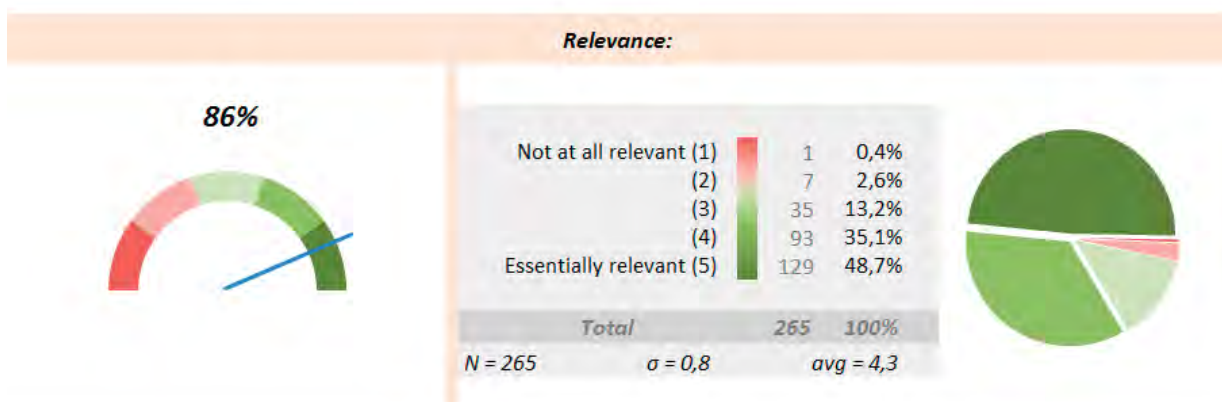 Relevance:
86%
Not at all relevant (1) 1 0,4%
(2) 7 2,6%
(3) 35 13,2%
(4) 93 35,1%
Essentially relevant (5) 129 48,7%
Total 265 100%
N = 265 σ = 0,8 avg = 4,3